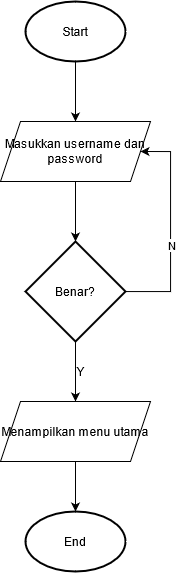 Start
Masukkan username dan
password
N
Benar?
Y
Menampilkan menu utama
End